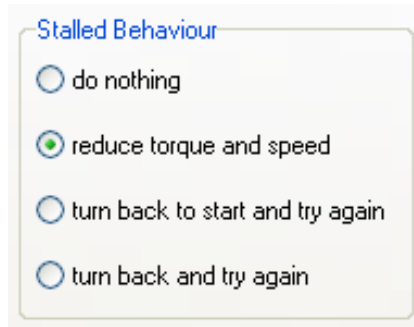 Stalled Behaviour
do nothing
reduce torque and speed
turn back to start and try again
turn back and try again